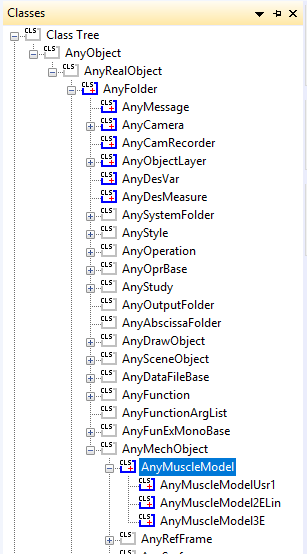 Classes
Class Tree
AnyObject
AnyRealObject
AnyFolder
AnyMessage
AnyCamera
AnyCamRecorder
AnyObjectLayer
AnyDesVar
AnyDesMeasure
AnySystemFolder
AnyStyle
AnyOperation
AnyOprBase
AnyStudy
AnyOutputFolder
AnyAbscissaFolder
AnyDrawObject
AnySceneObject
AnyDataFileBase
AnyFunction
AnyFunctionArgList
AnyFunExMonoBase
AnyMechObject
AnyMuscleModel
AnyMuscleModelUsr1
AnyMuscleModel2ELin
AnyMuscleModel3E
AnyRefFrame